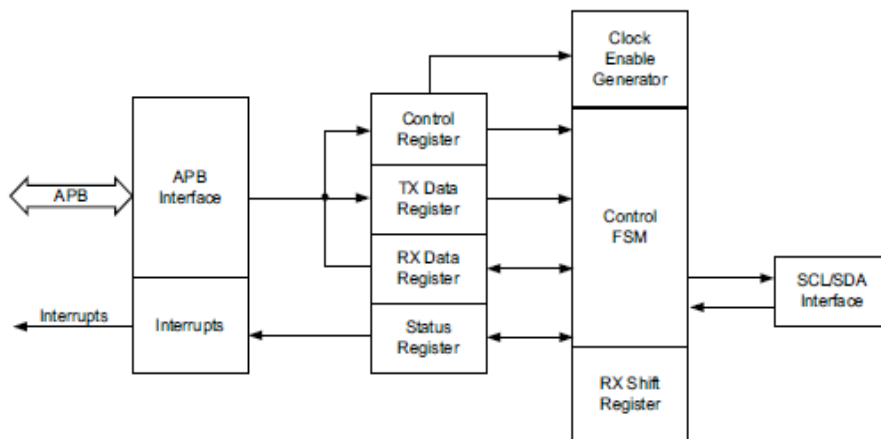 Clock
Enable
Generator
Control
Register
APB
Interface
TX Data
Register
APB
Control
FSM
RX Data
Register
SCL/SDA
Interface
Interrupts
Interrupts
Status
Register
RX Shift
Register